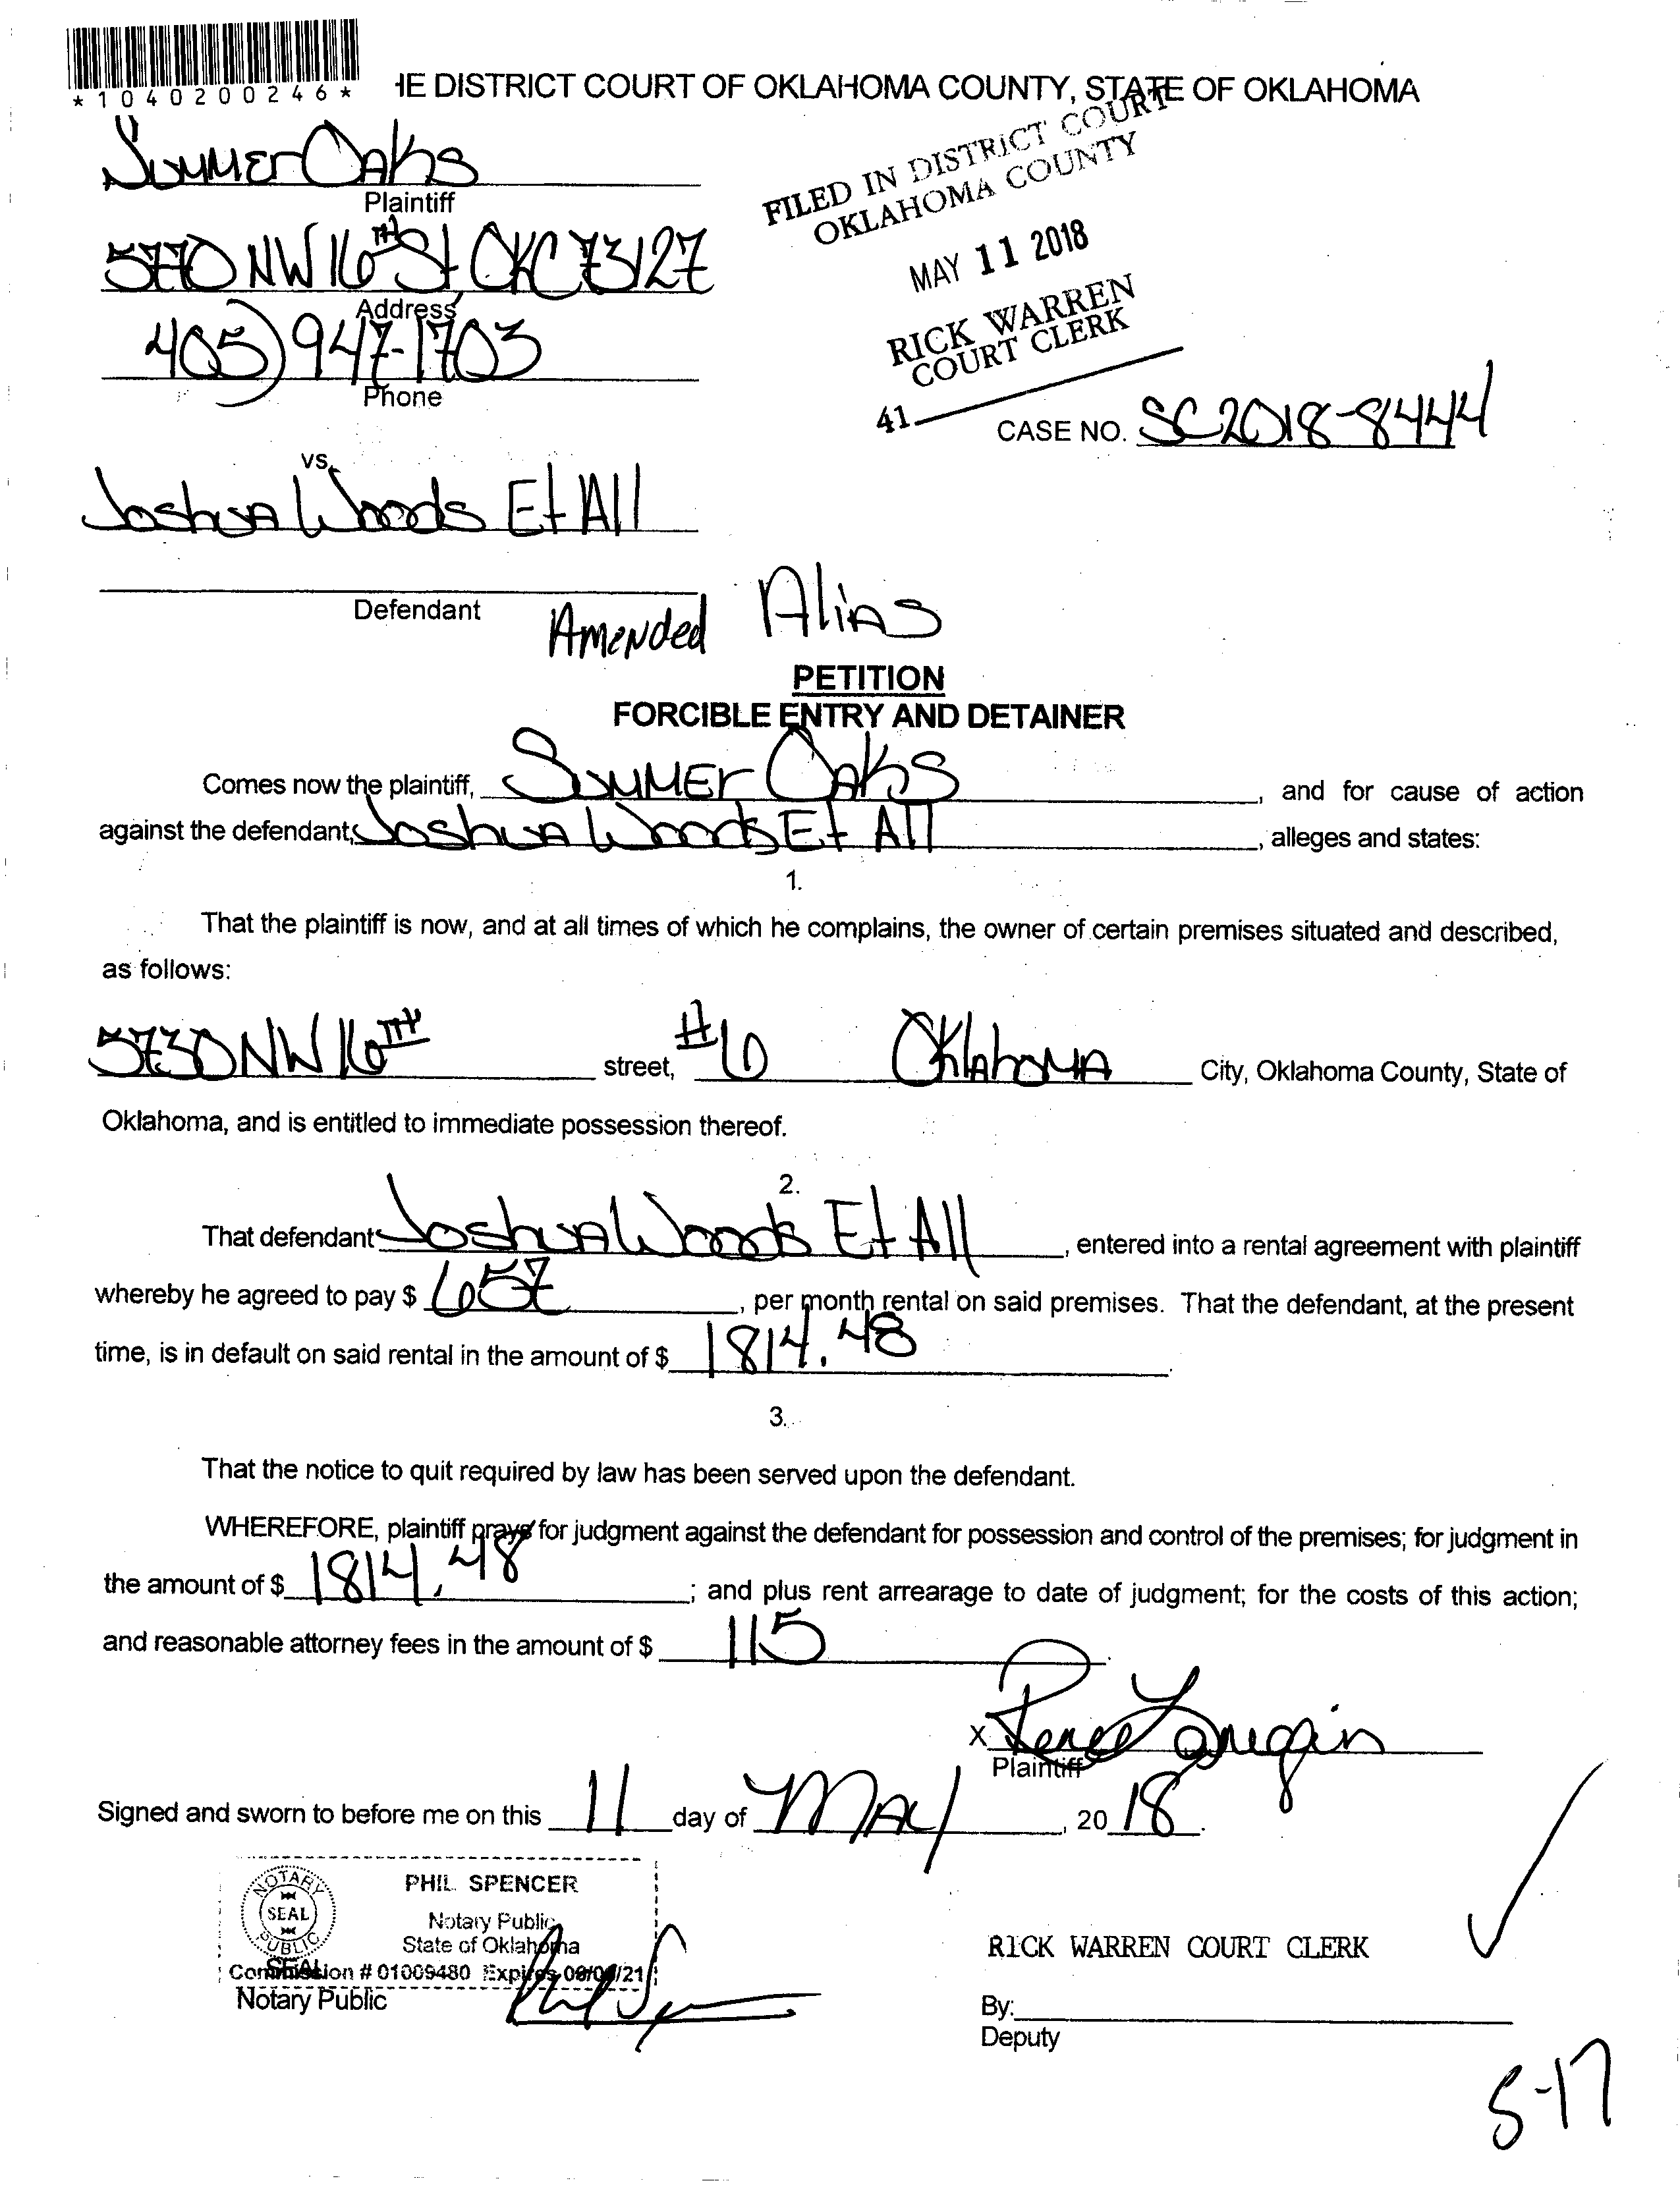 *1040200246*
HE DISTRICT COURT OF OKLAHOMA COUNTY, STATE OF OKLAHOMA
Summer Oaks
Plaintiff
FILED IN DISTRICT COURT
OKLAHOMA COUNTY
MAY 11 2018
RICK WARREN
COURT CLERK
41
5770 NW 16th St OKC 73127
Address
405) 947-1703
Phone
CASE NO. SC2018-8444
vs.
Joshua Woods Et All
Defendant
Amended Alias
PETITION
FORCIBLE ENTRY AND DETAINER
Comes now the plaintiff, Summer Oaks, and for cause of action
against the defendant, Joshua Woods Et All, alleges and states:
1.
That the plaintiff is now, and at all times of which he complains, the owner of certain premises situated and described,
as follows:
5730 NW 16TH street, #6 Oklahoma City, Oklahoma County, State of
Oklahoma, and is entitled to immediate possession thereof.
2.
That defendant Joshua Woods Et All, entered into a rental agreement with plaintiff
whereby he agreed to pay $ 657, per month rental on said premises. That the defendant, at the present
time, is in default on said rental in the amount of $ 1814.48.
3.
That the notice to quit required by law has been served upon the defendant.
WHEREFORE, plaintiff prays for judgment against the defendant for possession and control of the premises; for judgment in
the amount of $ 1814.48; and plus rent arrearage to date of judgment; for the costs of this action;
and reasonable attorney fees in the amount of $ 115.
X Renee
Plaintiff
Signed and sworn to before me on this 11 day of May, 2018.
NOTARY PUBLIC
SEAL
PHIL SPENCER
Notary Public
State of Oklahoma
Commission # 01009480 Expires
SEAL
Notary Public
RICK WARREN COURT CLERK
By:
Deputy
5-17